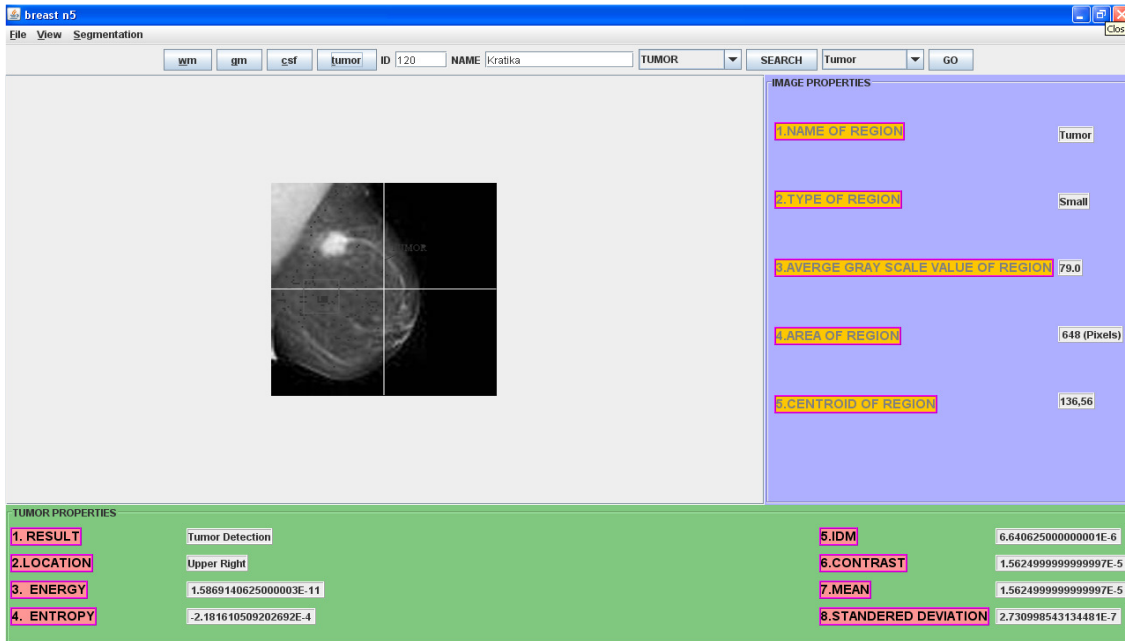 breast n5
Close
File View Segmentation
wm gm csf tumor ID 120 NAME Kratika TUMOR SEARCH Tumor GO
IMAGE PROPERTIES
1.NAME OF REGION Tumor
2.TYPE OF REGION Small
TUMOR
3.AVERGE GRAY SCALE VALUE OF REGION 79.0
4.AREA OF REGION 648 (Pixels)
5.CENTROID OF REGION 136,56
TUMOR PROPERTIES
1. RESULT Tumor Detection 5.IDM 6.640625000000001E-6
2.LOCATION Upper Right 6.CONTRAST 1.5624999999999997E-5
3. ENERGY 1.5869140625000003E-11 7.MEAN 1.5624999999999997E-5
4. ENTROPY -2.181610509202692E-4 8.STANDERED DEVIATION 2.730998543134481E-7